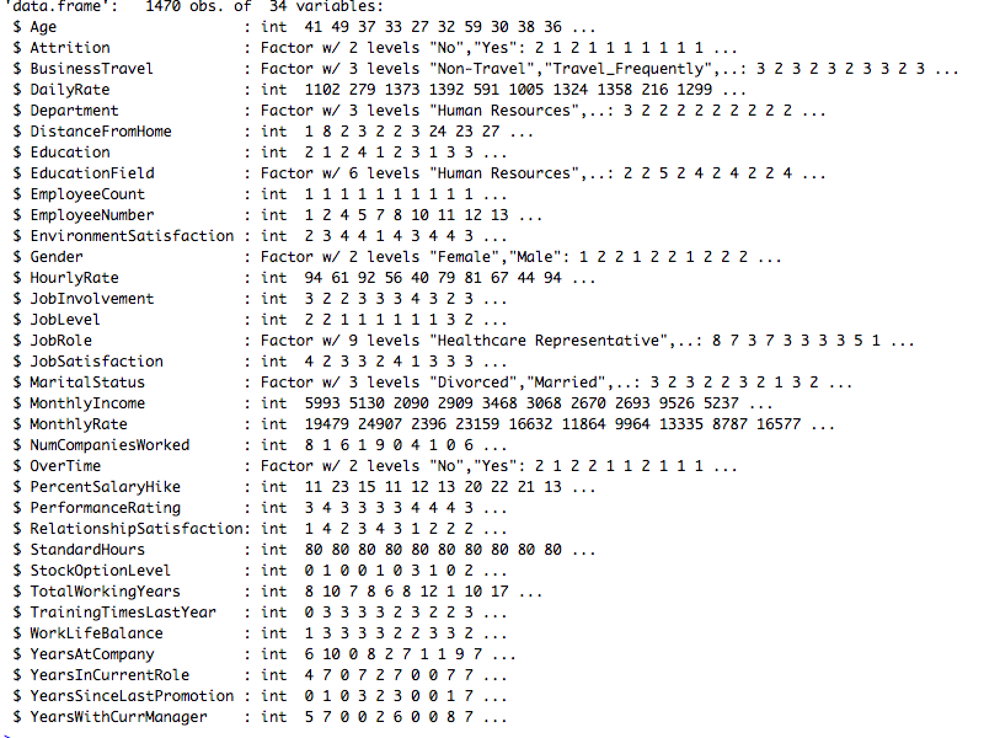 'data.frame':   1470 obs. of  34 variables:
 $ Age                     : int  41 49 37 33 27 32 59 30 38 36 ...
 $ Attrition               : Factor w/ 2 levels "No","Yes": 2 1 2 1 1 1 1 1 1 1 ...
 $ BusinessTravel          : Factor w/ 3 levels "Non-Travel","Travel_Frequently",..: 3 2 3 2 3 2 3 3 2 3 ...
 $ DailyRate               : int  1102 279 1373 1392 591 1005 1324 1358 216 1299 ...
 $ Department              : Factor w/ 3 levels "Human Resources",..: 3 2 2 2 2 2 2 2 2 2 ...
 $ DistanceFromHome        : int  1 8 2 3 2 2 3 24 23 27 ...
 $ Education               : int  2 1 2 4 1 2 3 1 3 3 ...
 $ EducationField          : Factor w/ 6 levels "Human Resources",..: 2 2 5 2 4 2 4 2 2 4 ...
 $ EmployeeCount           : int  1 1 1 1 1 1 1 1 1 1 ...
 $ EmployeeNumber          : int  1 2 4 5 7 8 10 11 12 13 ...
 $ EnvironmentSatisfaction : int  2 3 4 4 1 4 3 4 4 3 ...
 $ Gender                  : Factor w/ 2 levels "Female","Male": 1 2 2 1 2 2 1 2 2 2 ...
 $ HourlyRate              : int  94 61 92 56 40 79 81 67 44 94 ...
 $ JobInvolvement          : int  3 2 2 3 3 3 4 3 2 3 ...
 $ JobLevel                : int  2 2 1 1 1 1 1 1 3 2 ...
 $ JobRole                 : Factor w/ 9 levels "Healthcare Representative",..: 8 7 3 7 3 3 3 3 5 1 ...
 $ JobSatisfaction         : int  4 2 3 3 2 4 1 3 3 3 ...
 $ MaritalStatus           : Factor w/ 3 levels "Divorced","Married",..: 3 2 3 2 2 3 2 1 3 2 ...
 $ MonthlyIncome           : int  5993 5130 2090 2909 3468 3068 2670 2693 9526 5237 ...
 $ MonthlyRate             : int  19479 24907 2396 23159 16632 11864 9964 13335 8787 16577 ...
 $ NumCompaniesWorked      : int  8 1 6 1 9 0 4 1 0 6 ...
 $ OverTime                : Factor w/ 2 levels "No","Yes": 2 1 2 2 1 1 2 1 1 1 ...
 $ PercentSalaryHike       : int  11 23 15 11 12 13 20 22 21 13 ...
 $ PerformanceRating       : int  3 4 3 3 3 3 4 4 4 3 ...
 $ RelationshipSatisfaction: int  1 4 2 3 4 3 1 2 2 2 ...
 $ StandardHours           : int  80 80 80 80 80 80 80 80 80 80 ...
 $ StockOptionLevel        : int  0 1 0 0 1 0 3 1 0 2 ...
 $ TotalWorkingYears       : int  8 10 7 8 6 8 12 1 10 17 ...
 $ TrainingTimesLastYear   : int  0 3 3 3 3 2 3 2 2 3 ...
 $ WorkLifeBalance         : int  1 3 3 3 3 2 2 3 3 2 ...
 $ YearsAtCompany          : int  6 10 0 8 2 7 1 1 9 7 ...
 $ YearsInCurrentRole      : int  4 7 0 7 2 7 0 0 7 7 ...
 $ YearsSinceLastPromotion : int  0 1 0 3 2 3 0 0 1 7 ...
 $ YearsWithCurrManager    : int  5 7 0 0 2 6 0 0 8 7 ...